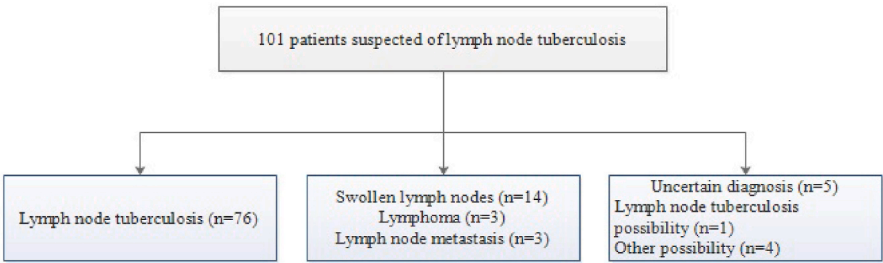 101 patients suspected of lymph node tuberculosis
Lymph node tuberculosis (n=76)
Swollen lymph nodes (n=14)
Lymphoma (n=3)
Lymph node metastasis (n=3)
Uncertain diagnosis (n=5)
Lymph node tuberculosis
possibility (n=1)
Other possibility (n=4)